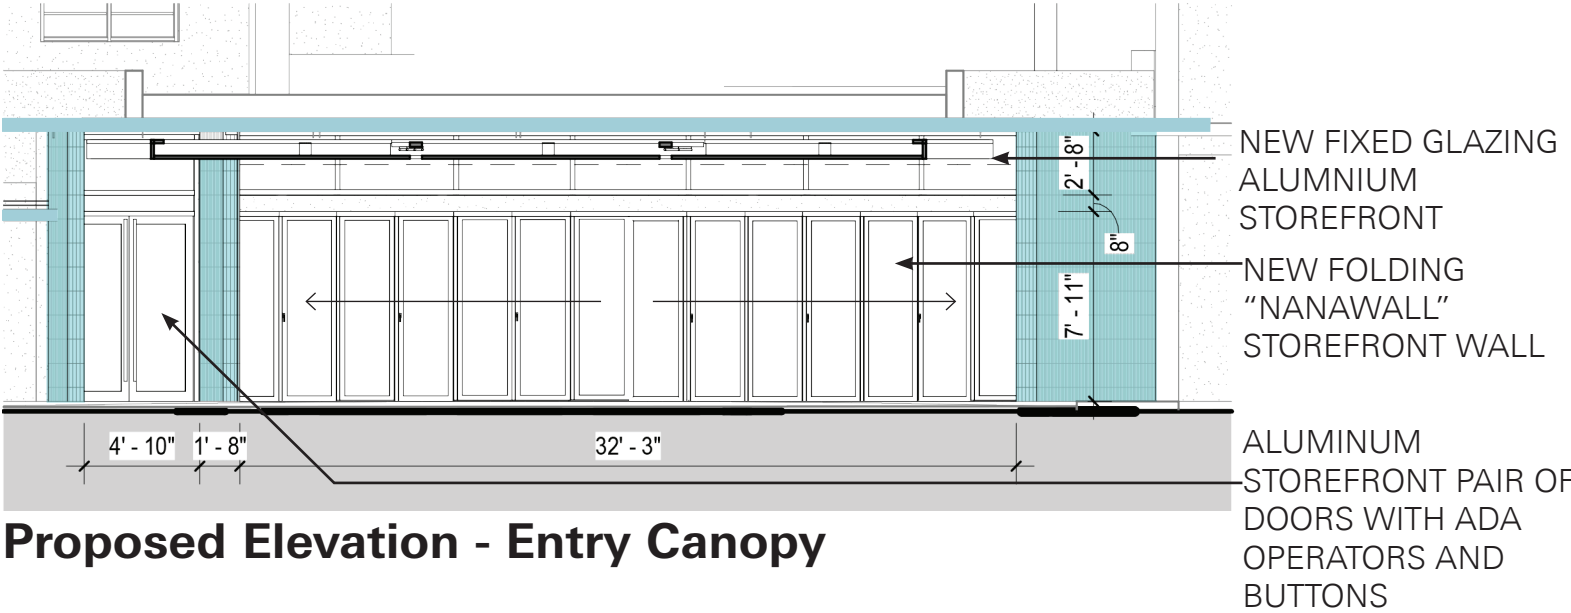 NEW FIXED GLAZING
ALUMNIUM
STOREFRONT
2' - 8"
8"
NEW FOLDING
“NANAWALL”
STOREFRONT WALL
7' - 11"
4' - 10" 1' - 8" 32' - 3"
ALUMINUM
STOREFRONT PAIR OF
DOORS WITH ADA
OPERATORS AND
BUTTONS
Proposed Elevation - Entry Canopy